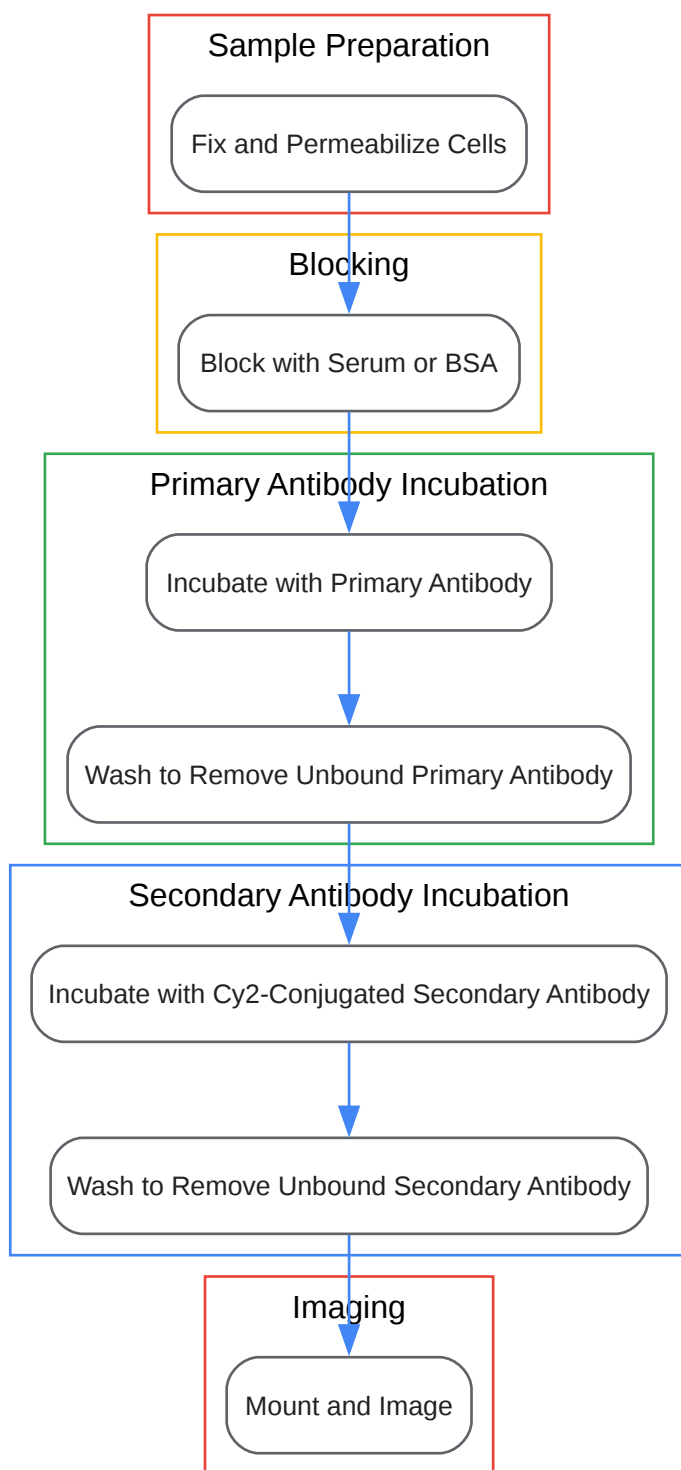 Sample Preparation
Fix and Permeabilize Cells
Blocking
Block with Serum or BSA
Primary Antibody Incubation
Incubate with Primary Antibody
Wash to Remove Unbound Primary Antibody
Secondary Antibody Incubation
Incubate with Cy2-Conjugated Secondary Antibody
Wash to Remove Unbound Secondary Antibody
Imaging
Mount and Image